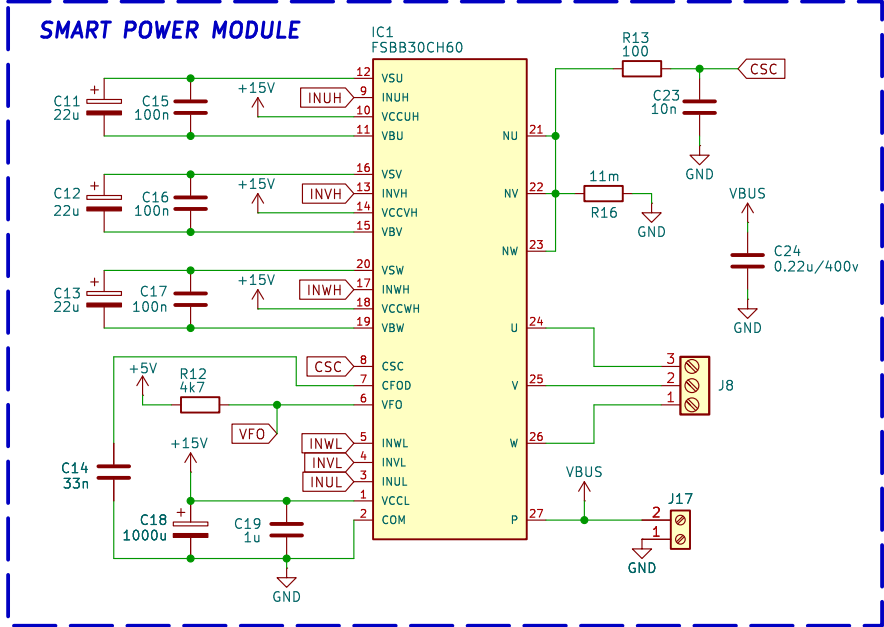 SMART POWER MODULE
IC1
FSBB30CH60
R13
100
CSC
C23
10n
GND
C11
22u
C15
100n
+15V
INUH
12 VSU
9 INUH
10 VCCUH
11 VBU
NU 21
C12
22u
C16
100n
+15V
INVH
16 VSV
13 INVH
14 VCCVH
15 VBV
NV 22
11m
R16
GND
VBUS
C24
0.22u/400v
GND
NW 23
C13
22u
C17
100n
+15V
INWH
20 VSW
17 INWH
18 VCCWH
19 VBW
U 24
+5V
R12
4k7
CSC
8 CSC
7 CFOD
6 VFO
VFO
V 25
3
2
1
J8
+15V
INWL
INVL
INUL
5 INWL
4 INVL
3 INUL
1 VCCL
2 COM
W 26
C14
33n
C18
1000u
C19
1u
GND
VBUS
P 27
J17
2
1
GND